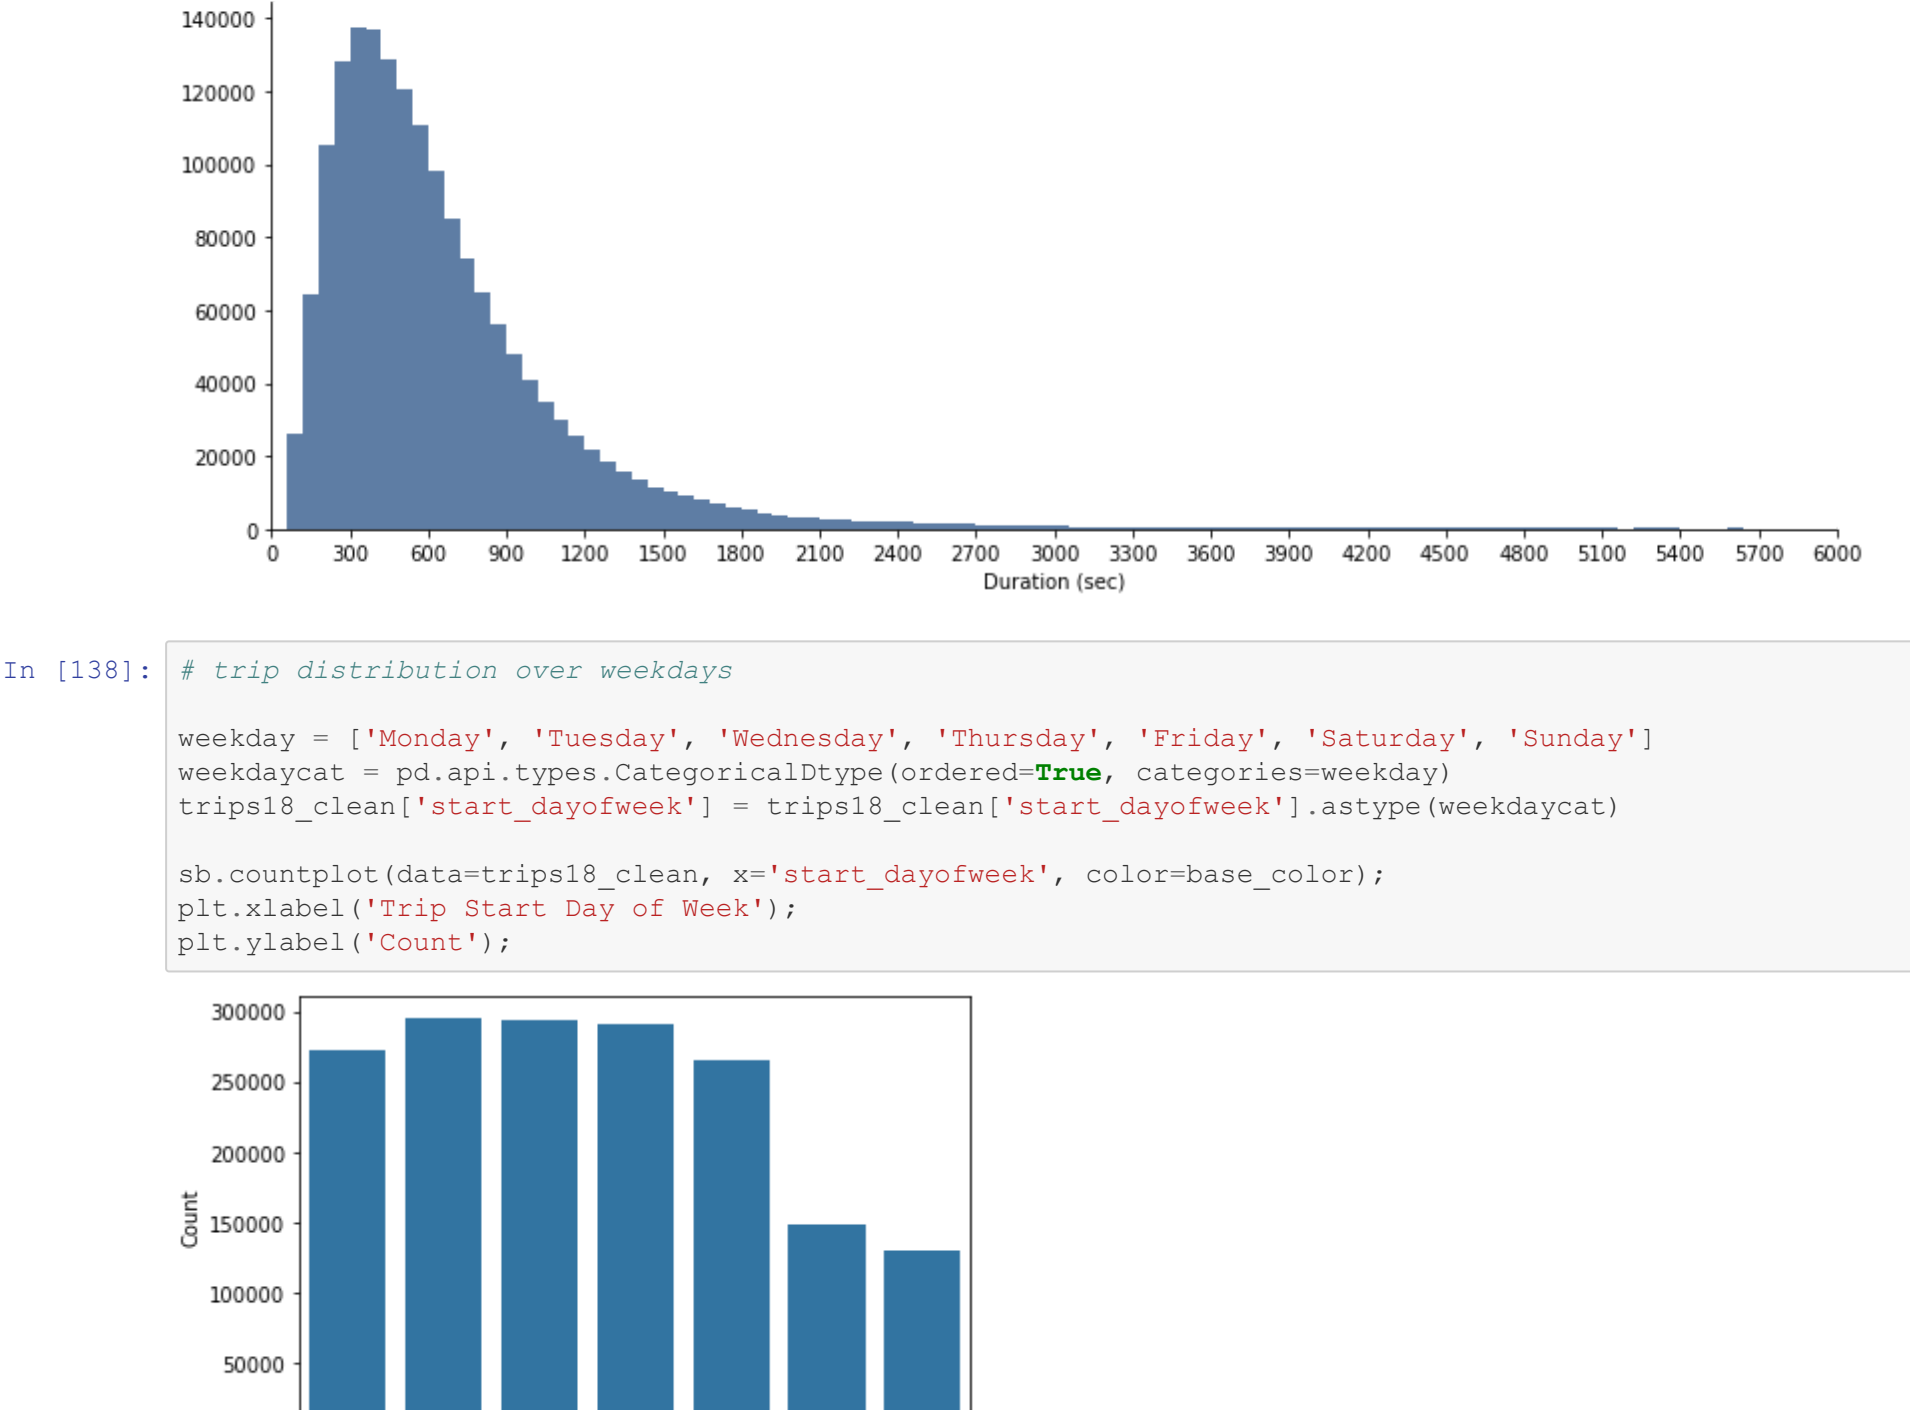 140000
120000
100000
80000
60000
40000
20000
0
0 300 600 900 1200 1500 1800 2100 2400 2700 3000 3300 3600 3900 4200 4500 4800 5100 5400 5700 6000
Duration (sec)
In [138]: # trip distribution over weekdays
weekday = ['Monday', 'Tuesday', 'Wednesday', 'Thursday', 'Friday', 'Saturday', 'Sunday']
weekdaycat = pd.api.types.CategoricalDtype(ordered=True, categories=weekday)
trips18_clean['start_dayofweek'] = trips18_clean['start_dayofweek'].astype(weekdaycat)
sb.countplot(data=trips18_clean, x='start_dayofweek', color=base_color);
plt.xlabel('Trip Start Day of Week');
plt.ylabel('Count');
300000
250000
200000
150000
100000
50000
Count